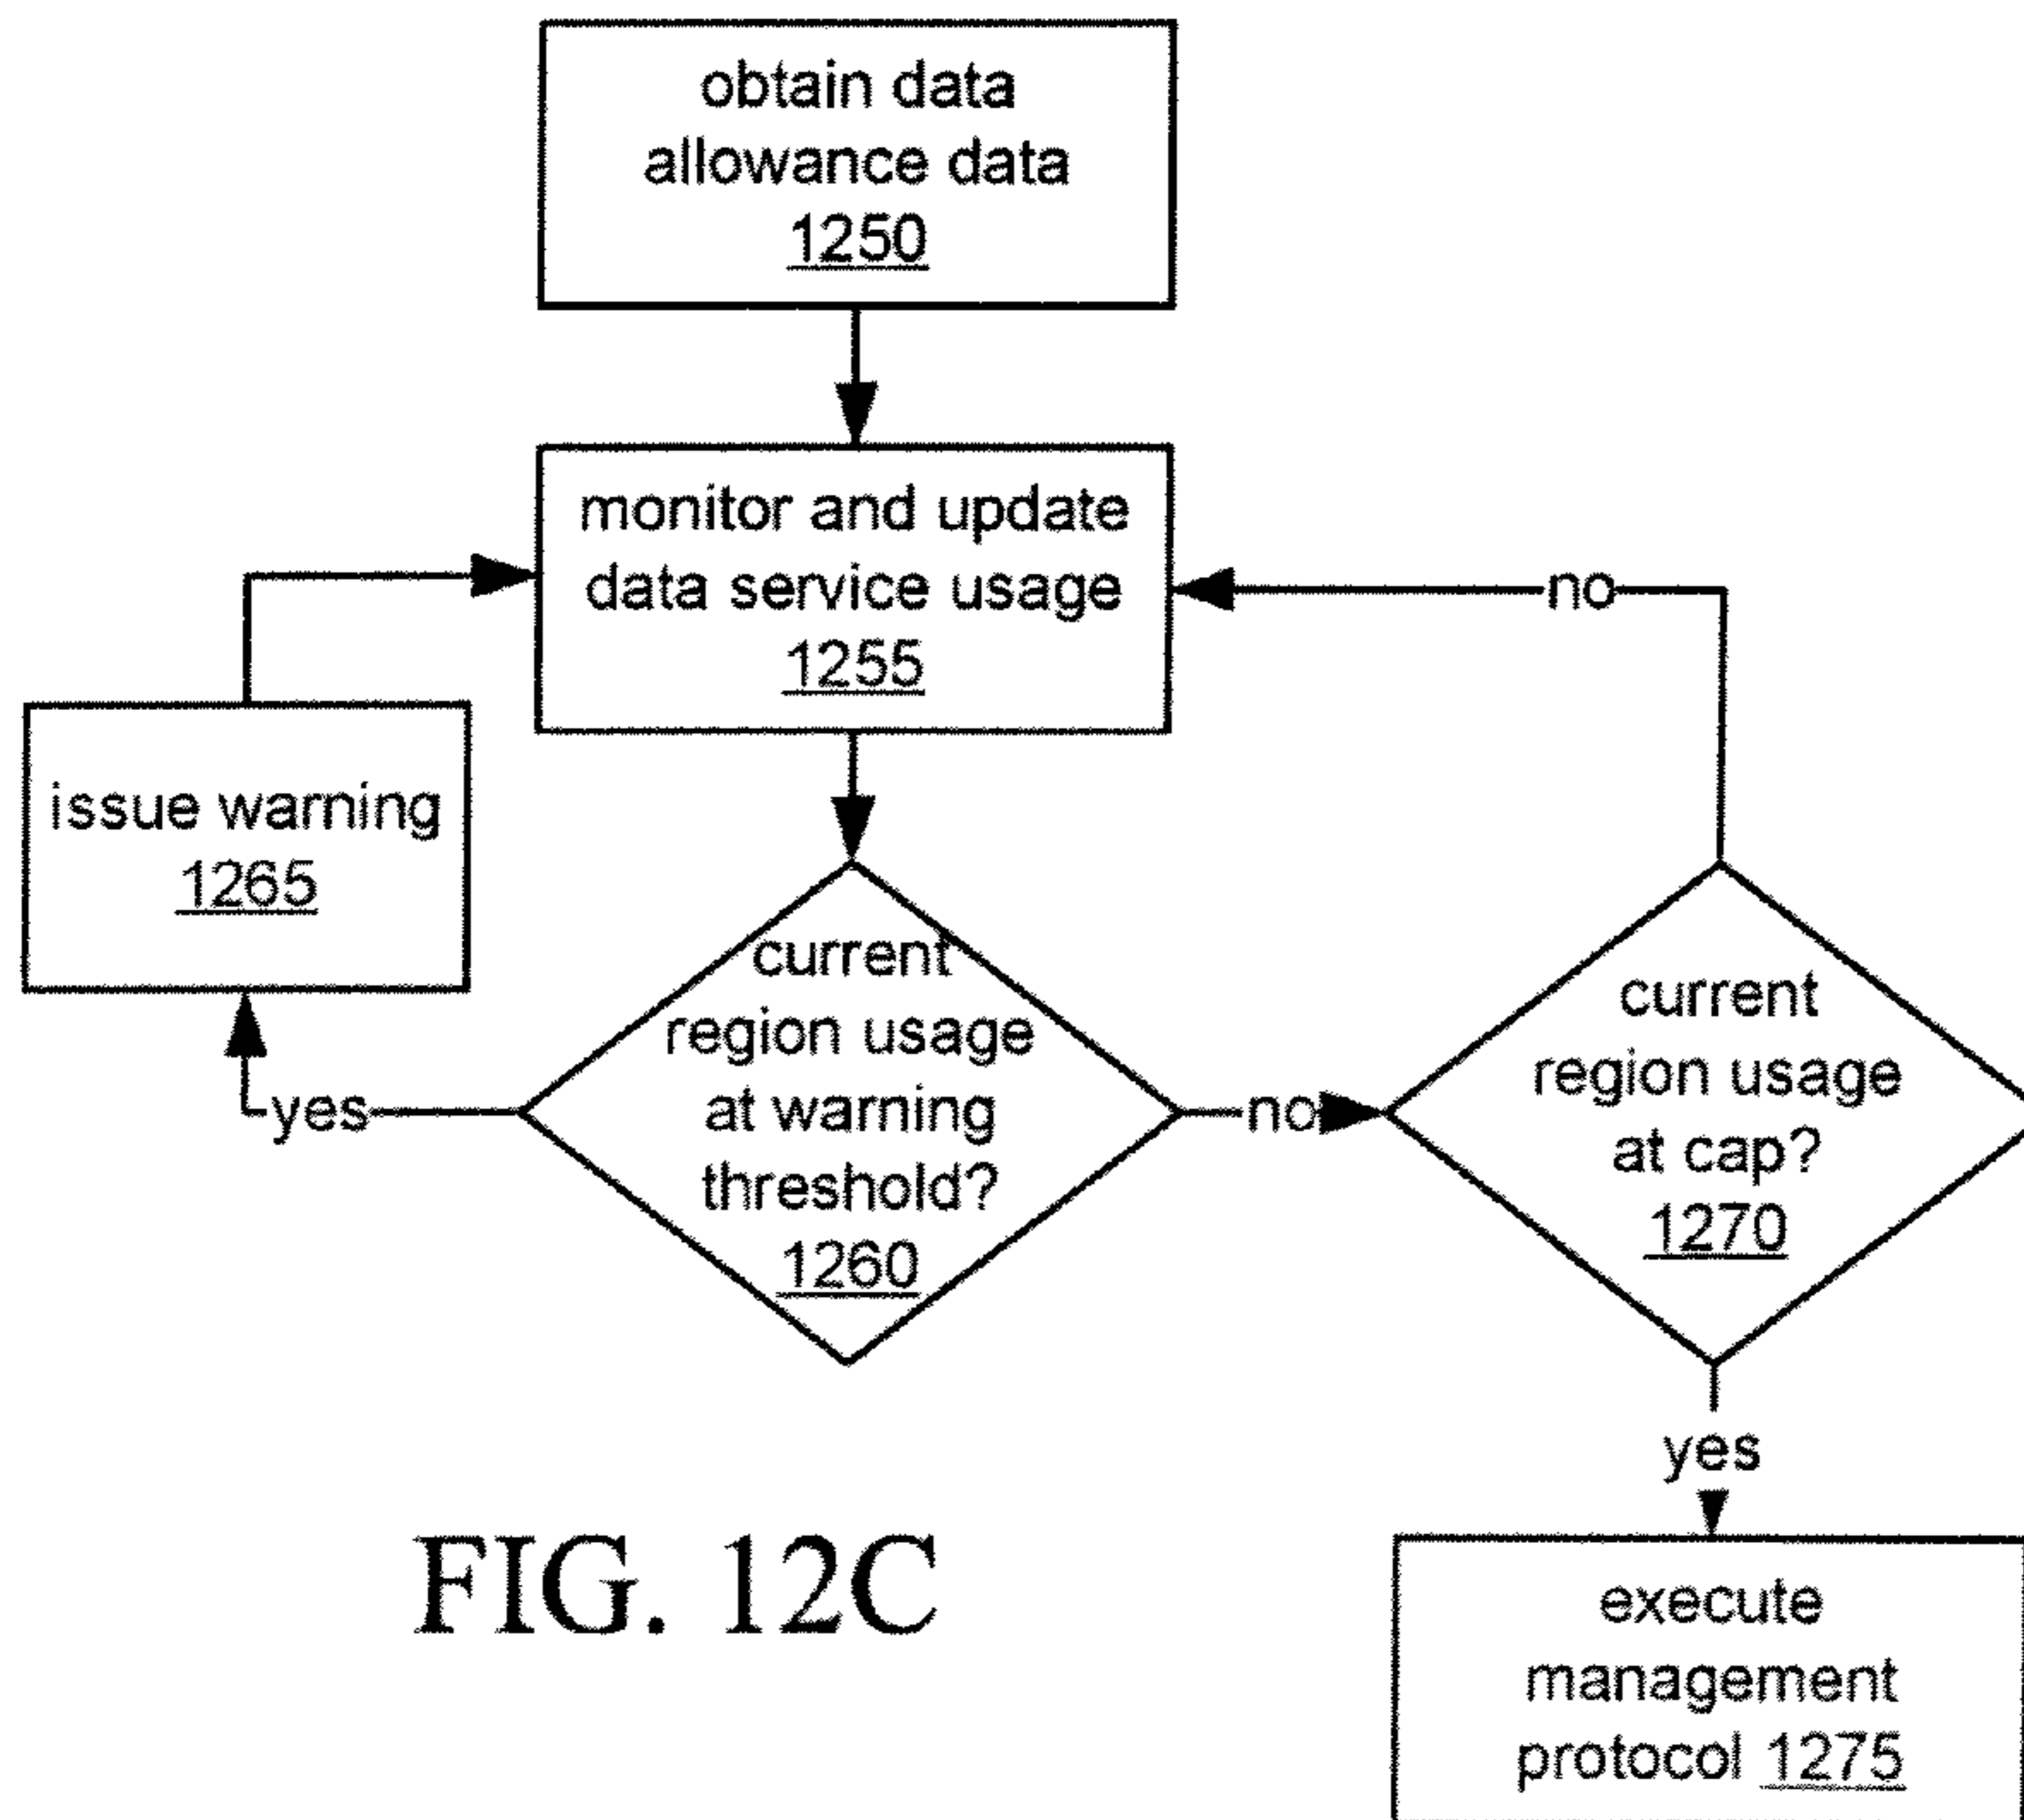 obtain data
allowance data
1250
monitor and update
data service usage
1255
no
issue warning
1265
current
region usage
at warning
threshold?
1260
yes
no
current
region usage
at cap?
1270
yes
execute
management
protocol 1275
FIG. 12C